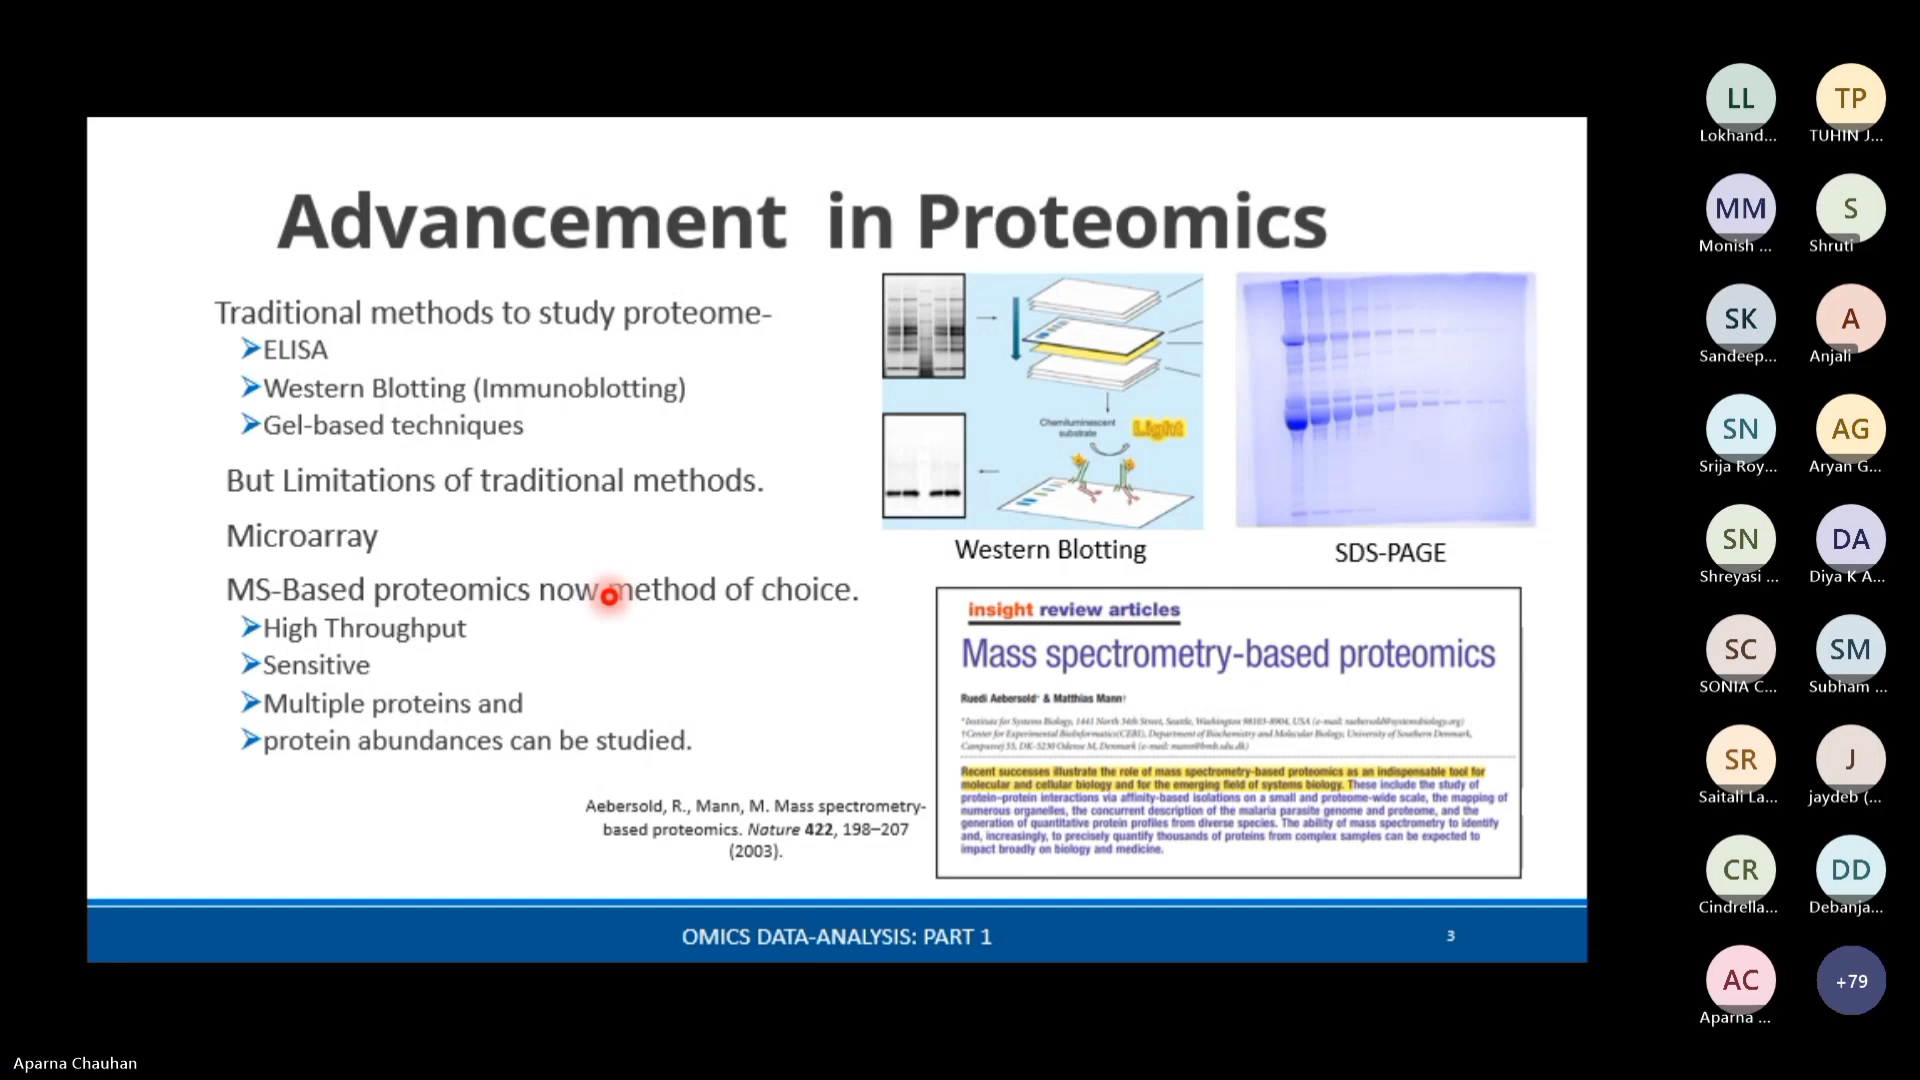 Advancement in Proteomics
Traditional methods to study proteome-
➤ELISA
➤Western Blotting (Immunoblotting)
➤Gel-based techniques
But Limitations of traditional methods.
Microarray
MS-Based proteomics now method of choice.
➤High Throughput
➤Sensitive
➤Multiple proteins and
➤protein abundances can be studied.
Aebersold, R., Mann, M. Mass spectrometry-
based proteomics. Nature 422, 198–207
(2003).
Chemiluminescent
substrate
Light
Western Blotting
SDS-PAGE
insight review articles
Mass spectrometry-based proteomics
Ruedi Aebersold* & Matthias Mann†
*Institute for Systems Biology, 1441 North 34th Street, Seattle, Washington 98103-8904, USA (e-mail: raebersold@systemsbiology.org)
†Center for Experimental BioInformatics (CEBI), Department of Biochemistry and Molecular Biology, University of Southern Denmark,
Campusvej 55, DK-5230 Odense M, Denmark (e-mail: mann@bmb.sdu.dk)
Recent successes illustrate the role of mass spectrometry-based proteomics as an indispensable tool for
molecular and cellular biology and for the emerging field of systems biology. These include the study of
protein–protein interactions via affinity-based isolations on a small and proteome-wide scale, the mapping of
numerous organelles, the concurrent description of the malaria parasite genome and proteome, and the
generation of quantitative protein profiles from diverse species. The ability of mass spectrometry to identify
and, increasingly, to precisely quantify thousands of proteins from complex samples can be expected to
impact broadly on biology and medicine.
OMICS DATA-ANALYSIS: PART 1
3
LL
Lokhand...
TP
TUHIN J...
MM
Monish ...
S
Shruti
SK
Sandeep...
A
Anjali
SN
Srija Roy...
AG
Aryan G...
SN
Shreyasi ...
DA
Diya K A...
SC
SONIA C...
SM
Subham ...
SR
Saitali La...
J
jaydeb (...
CR
Cindrella...
DD
Debanja...
AC
Aparna ...
+79
Aparna Chauhan